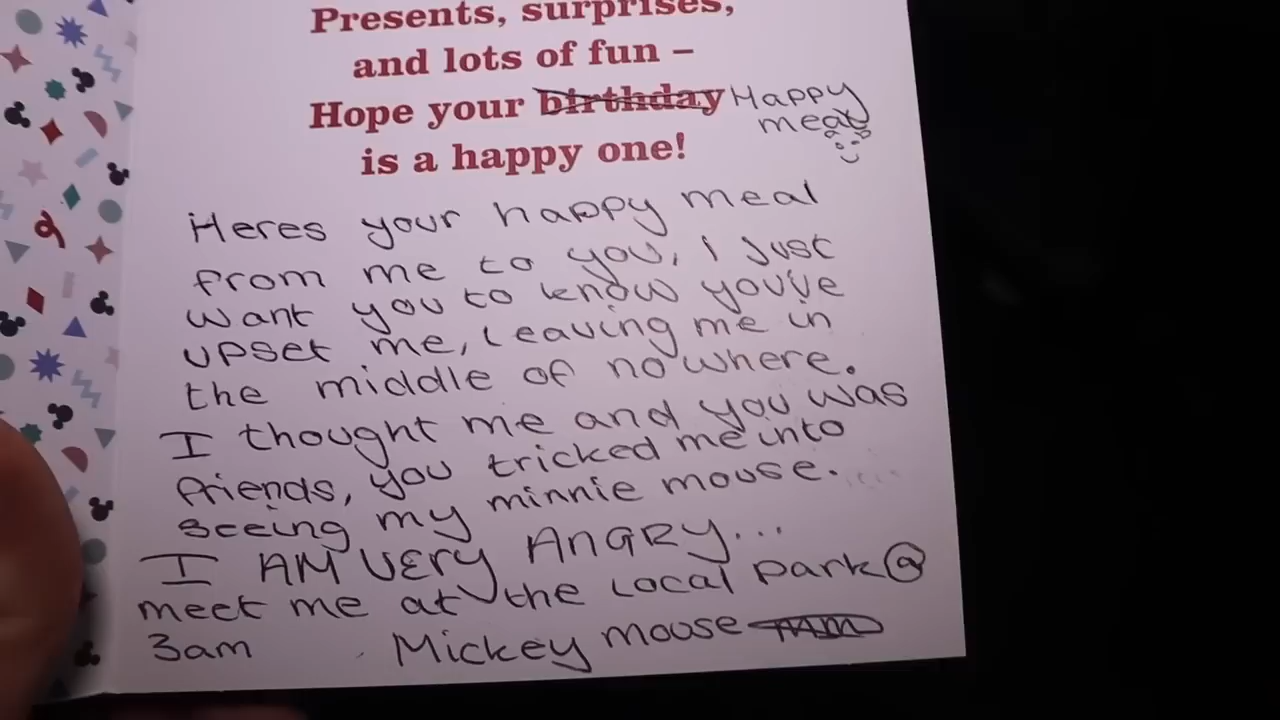 Presents, surprises,
and lots of fun –
Hope your birthday Happy
meal
is a happy one!
Heres your happy meal
from me to you, I Just
want you to know you've
upset me, leaving me in
the middle of nowhere.
I thought me and you was
friends, you tricked me into
seeing my minnie mouse.
I AM VERY ANGRY...
meet me at the local park @
3am Mickey mouse